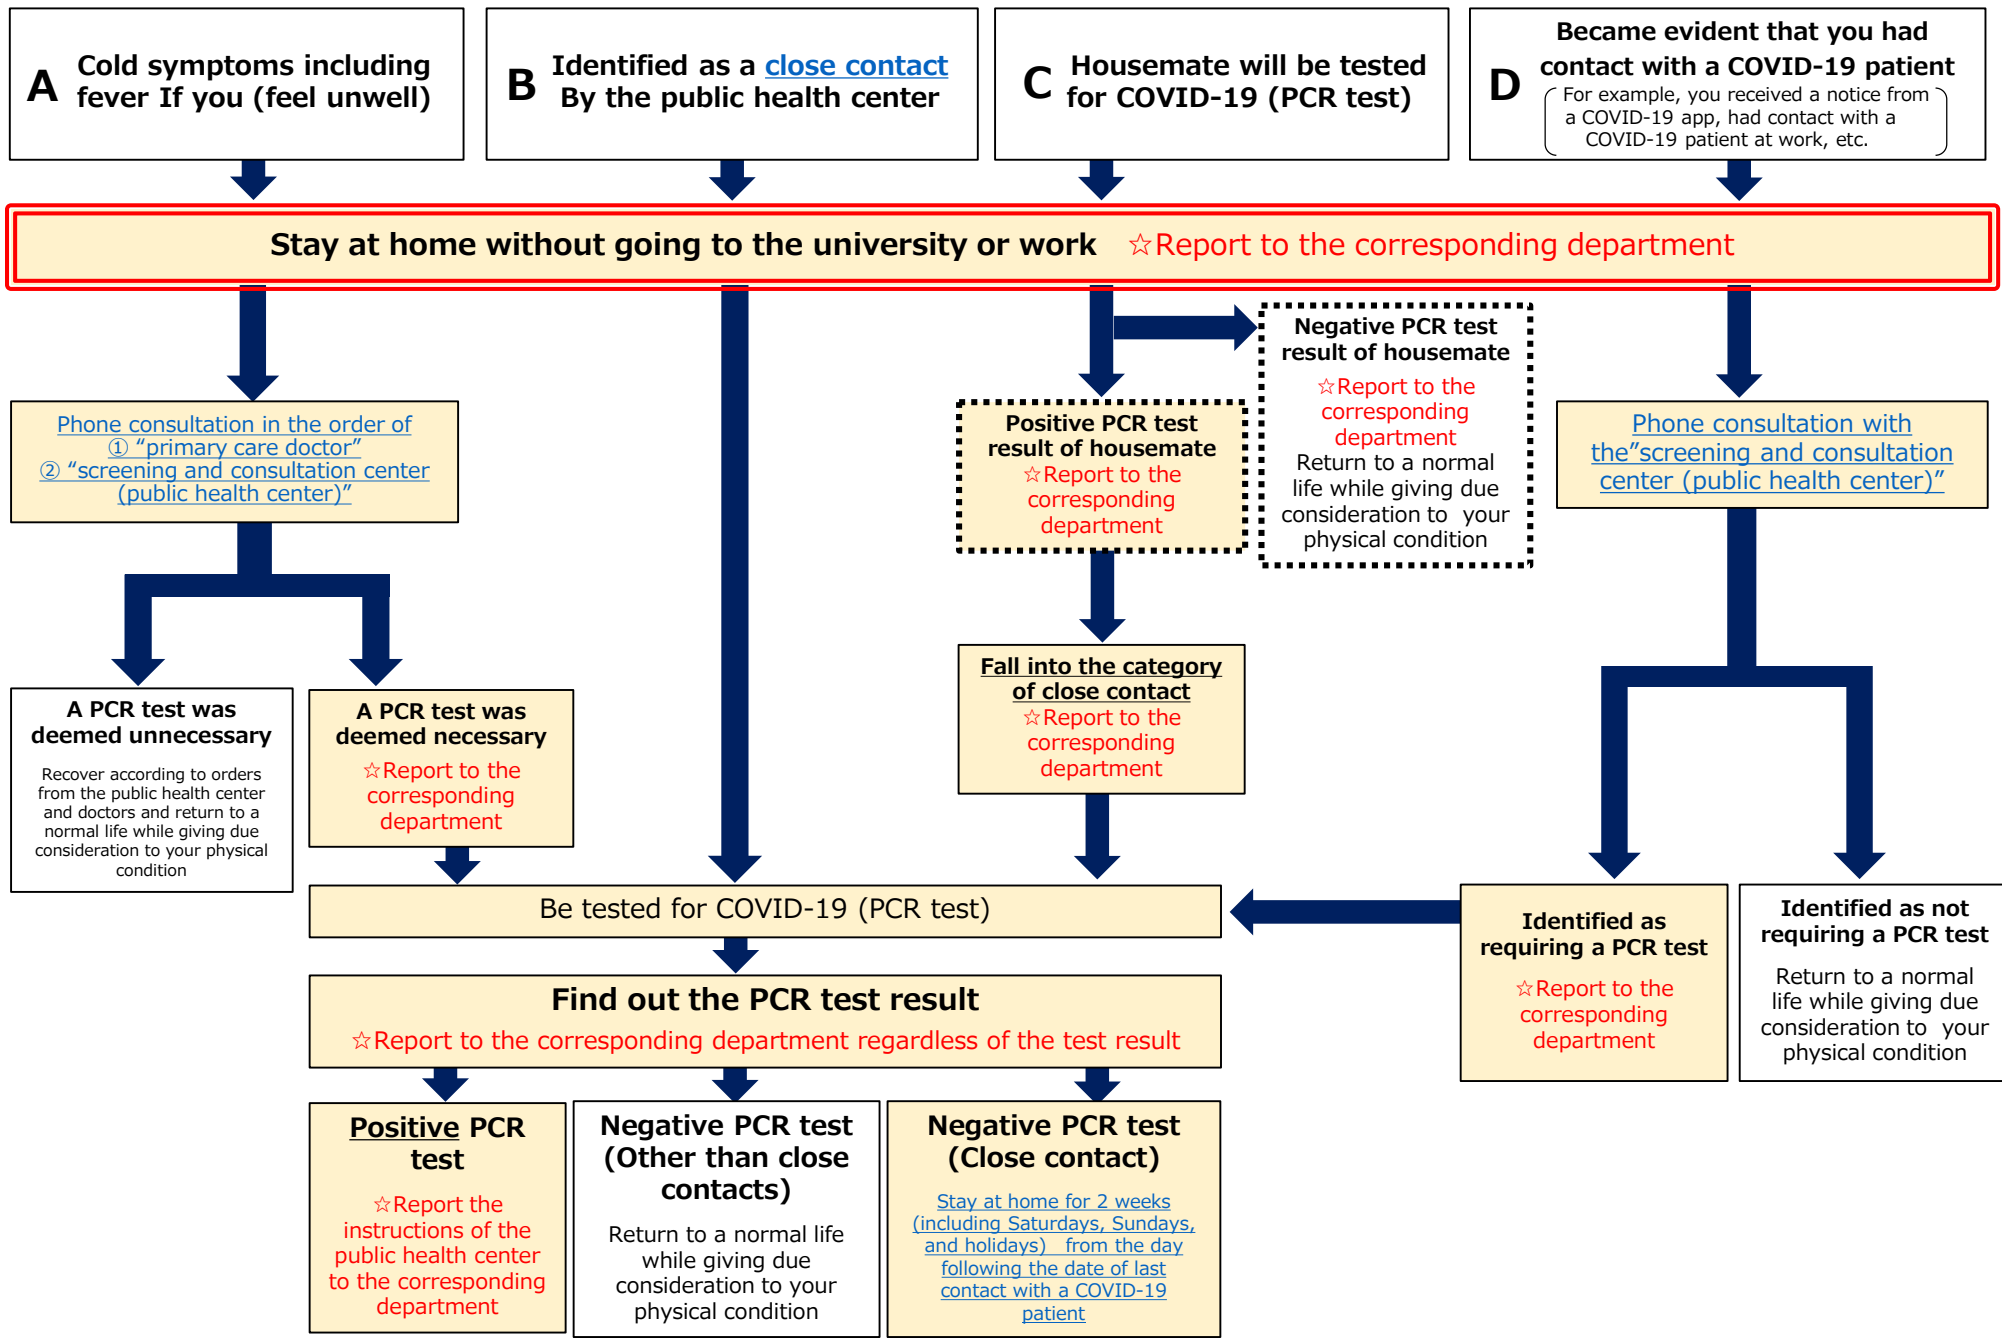 A
Cold symptoms including
fever If you (feel unwell)
B
Identified as a close contact
By the public health center
C
Housemate will be tested
for COVID-19 (PCR test)
D
Became evident that you had
contact with a COVID-19 patient
For example, you received a notice from
a COVID-19 app, had contact with a
COVID-19 patient at work, etc.
Stay at home without going to the university or work ☆Report to the corresponding department
Phone consultation in the order of
① “primary care doctor”
② “screening and consultation center
(public health center)”
Positive PCR test
result of housemate
☆Report to the
corresponding
department
Negative PCR test
result of housemate
☆Report to the
corresponding
department
Return to a normal
life while giving due
consideration to your
physical condition
Phone consultation with
the”screening and consultation
center (public health center)”
A PCR test was
deemed unnecessary
Recover according to orders
from the public health center
and doctors and return to a
normal life while giving due
consideration to your physical
condition
A PCR test was
deemed necessary
☆Report to the
corresponding
department
Fall into the category
of close contact
☆Report to the
corresponding
department
Be tested for COVID-19 (PCR test)
Identified as
requiring a PCR test
☆Report to the
corresponding
department
Identified as not
requiring a PCR test
Return to a normal
life while giving due
consideration to your
physical condition
Find out the PCR test result
☆Report to the corresponding department regardless of the test result
Positive PCR
test
☆Report the
instructions of the
public health center
to the corresponding
department
Negative PCR test
(Other than close
contacts)
Return to a normal life
while giving due
consideration to your
physical condition
Negative PCR test
(Close contact)
Stay at home for 2 weeks
(including Saturdays, Sundays,
and holidays) from the day
following the date of last
contact with a COVID-19
patient